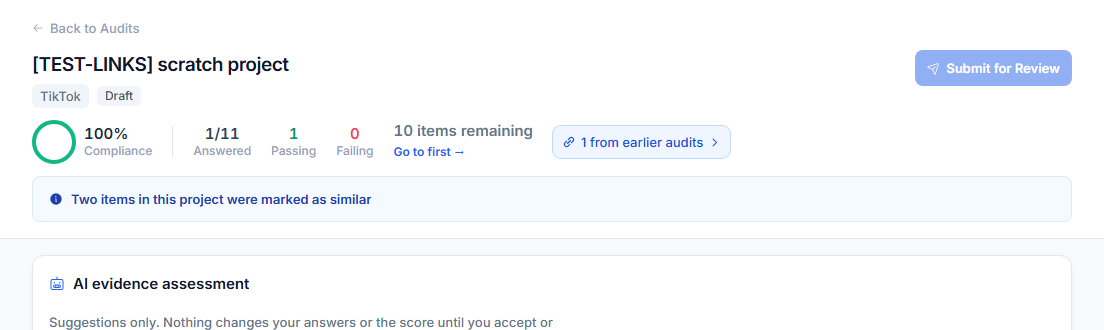 ← Back to Audits
[TEST-LINKS] scratch project
Submit for Review
TikTok Draft
100% 1/11 1 0 10 items remaining
Compliance Answered Passing Failing Go to first →
1 from earlier audits >
Two items in this project were marked as similar
AI evidence assessment
Suggestions only. Nothing changes your answers or the score until you accept or